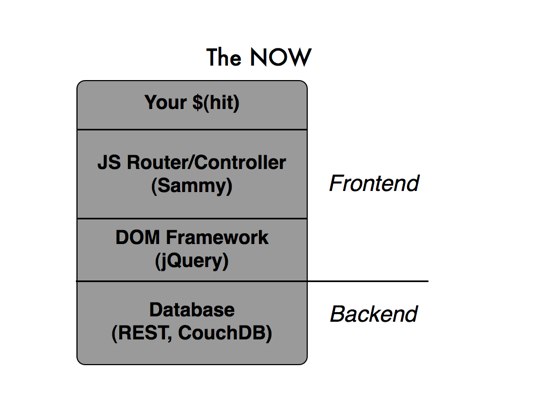 The NOW
Your $(hit)
JS Router/Controller
(Sammy)
Frontend
DOM Framework
(jQuery)
Database
(REST, CouchDB)
Backend